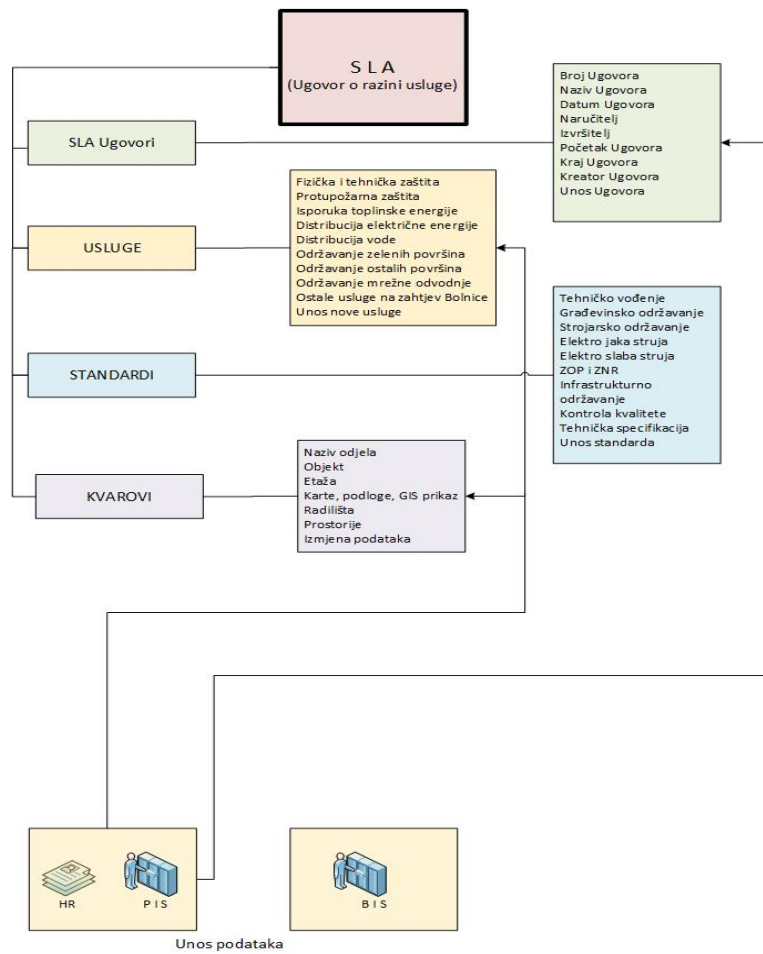 S L A
(Ugovor o razini usluge)
SLA Ugovori
Broj Ugovora
Naziv Ugovora
Datum Ugovora
Naručitelj
Izvršitelj
Početak Ugovora
Kraj Ugovora
Kreator Ugovora
Unos Ugovora
USLUGE
Fizička i tehnička zaštita
Protupožarna zaštita
Isporuka toplinske energije
Distribucija električne energije
Distribucija vode
Održavanje zelenih površina
Održavanje ostalih površina
Održavanje mrežne odvodnje
Ostale usluge na zahtjev Bolnice
Unos nove usluge
STANDARDI
Tehničko vođenje
Građevinsko održavanje
Strojarsko održavanje
Elektro jaka struja
Elektro slaba struja
ZOP i ZNR
Infrastrukturno
održavanje
Kontrola kvalitete
Tehnička specifikacija
Unos standarda
KVAROVI
Naziv odjela
Objekt
Etaža
Karte, podloge, GIS prikaz
Radilišta
Prostorije
Izmjena podataka
HR
P I S
B I S
Unos podataka